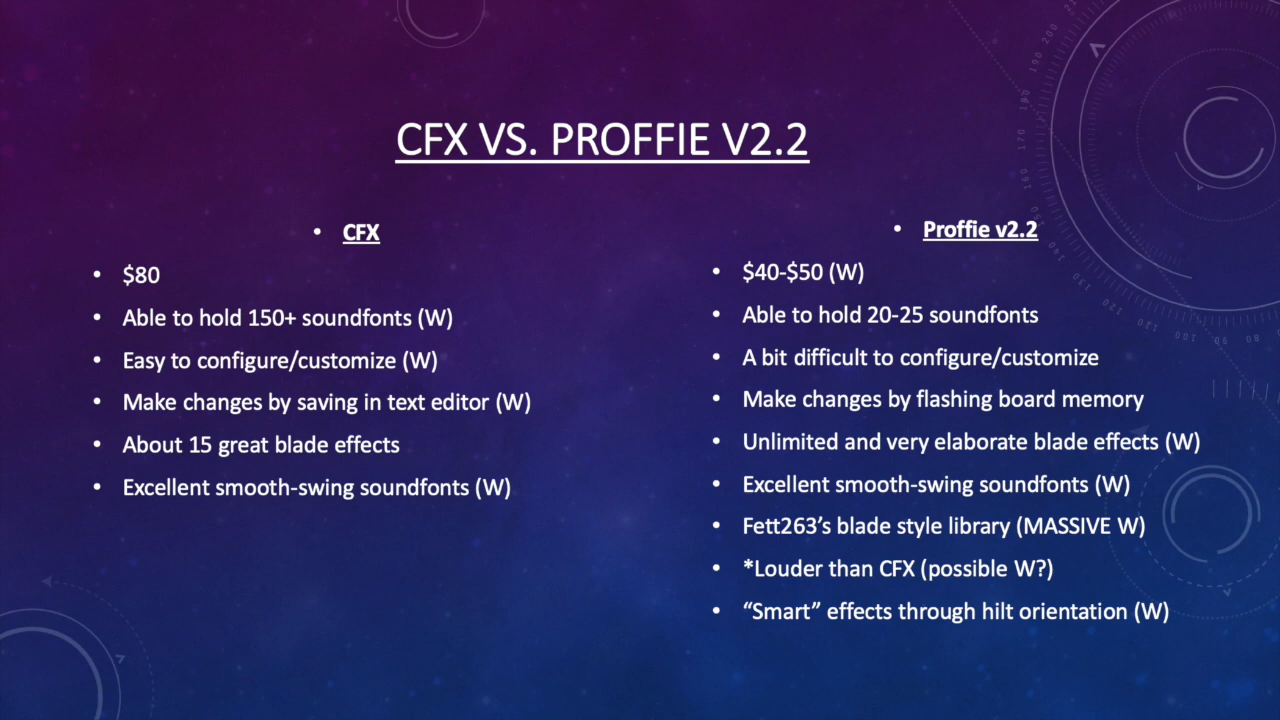 CFX VS. PROFFIE V2.2
• CFX
• $80
• Able to hold 150+ soundfonts (W)
• Easy to configure/customize (W)
• Make changes by saving in text editor (W)
• About 15 great blade effects
• Excellent smooth-swing soundfonts (W)
• Proffie v2.2
• $40-$50 (W)
• Able to hold 20-25 soundfonts
• A bit difficult to configure/customize
• Make changes by flashing board memory
• Unlimited and very elaborate blade effects (W)
• Excellent smooth-swing soundfonts (W)
• Fett263’s blade style library (MASSIVE W)
• *Louder than CFX (possible W?)
• “Smart” effects through hilt orientation (W)